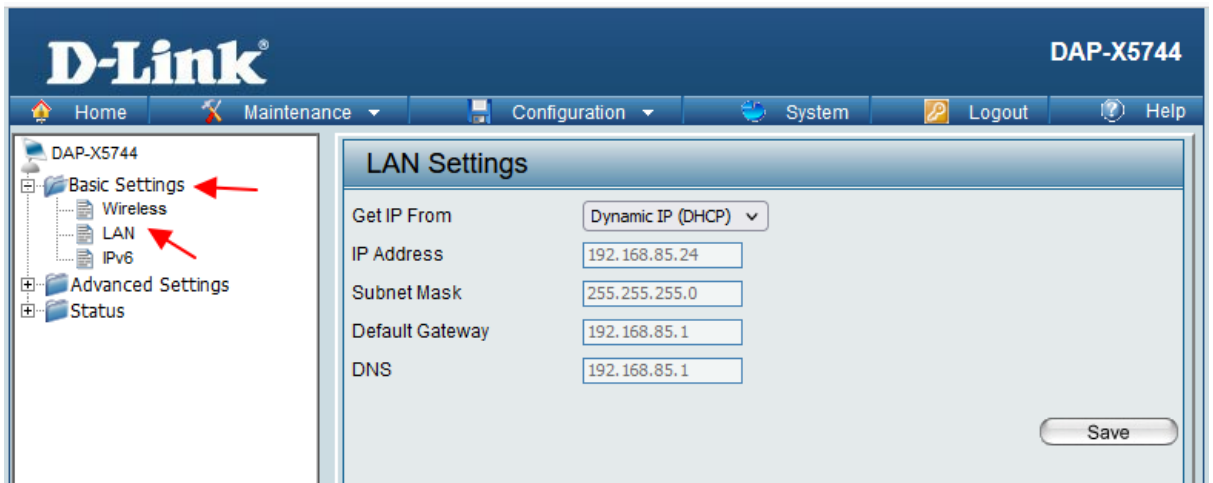 D-Link®
DAP-X5744
Home Maintenance Configuration System Logout Help
DAP-X5744
Basic Settings
Wireless
LAN
IPv6
Advanced Settings
Status
LAN Settings
Get IP From Dynamic IP (DHCP)
IP Address 192.168.85.24
Subnet Mask 255.255.255.0
Default Gateway 192.168.85.1
DNS 192.168.85.1
Save